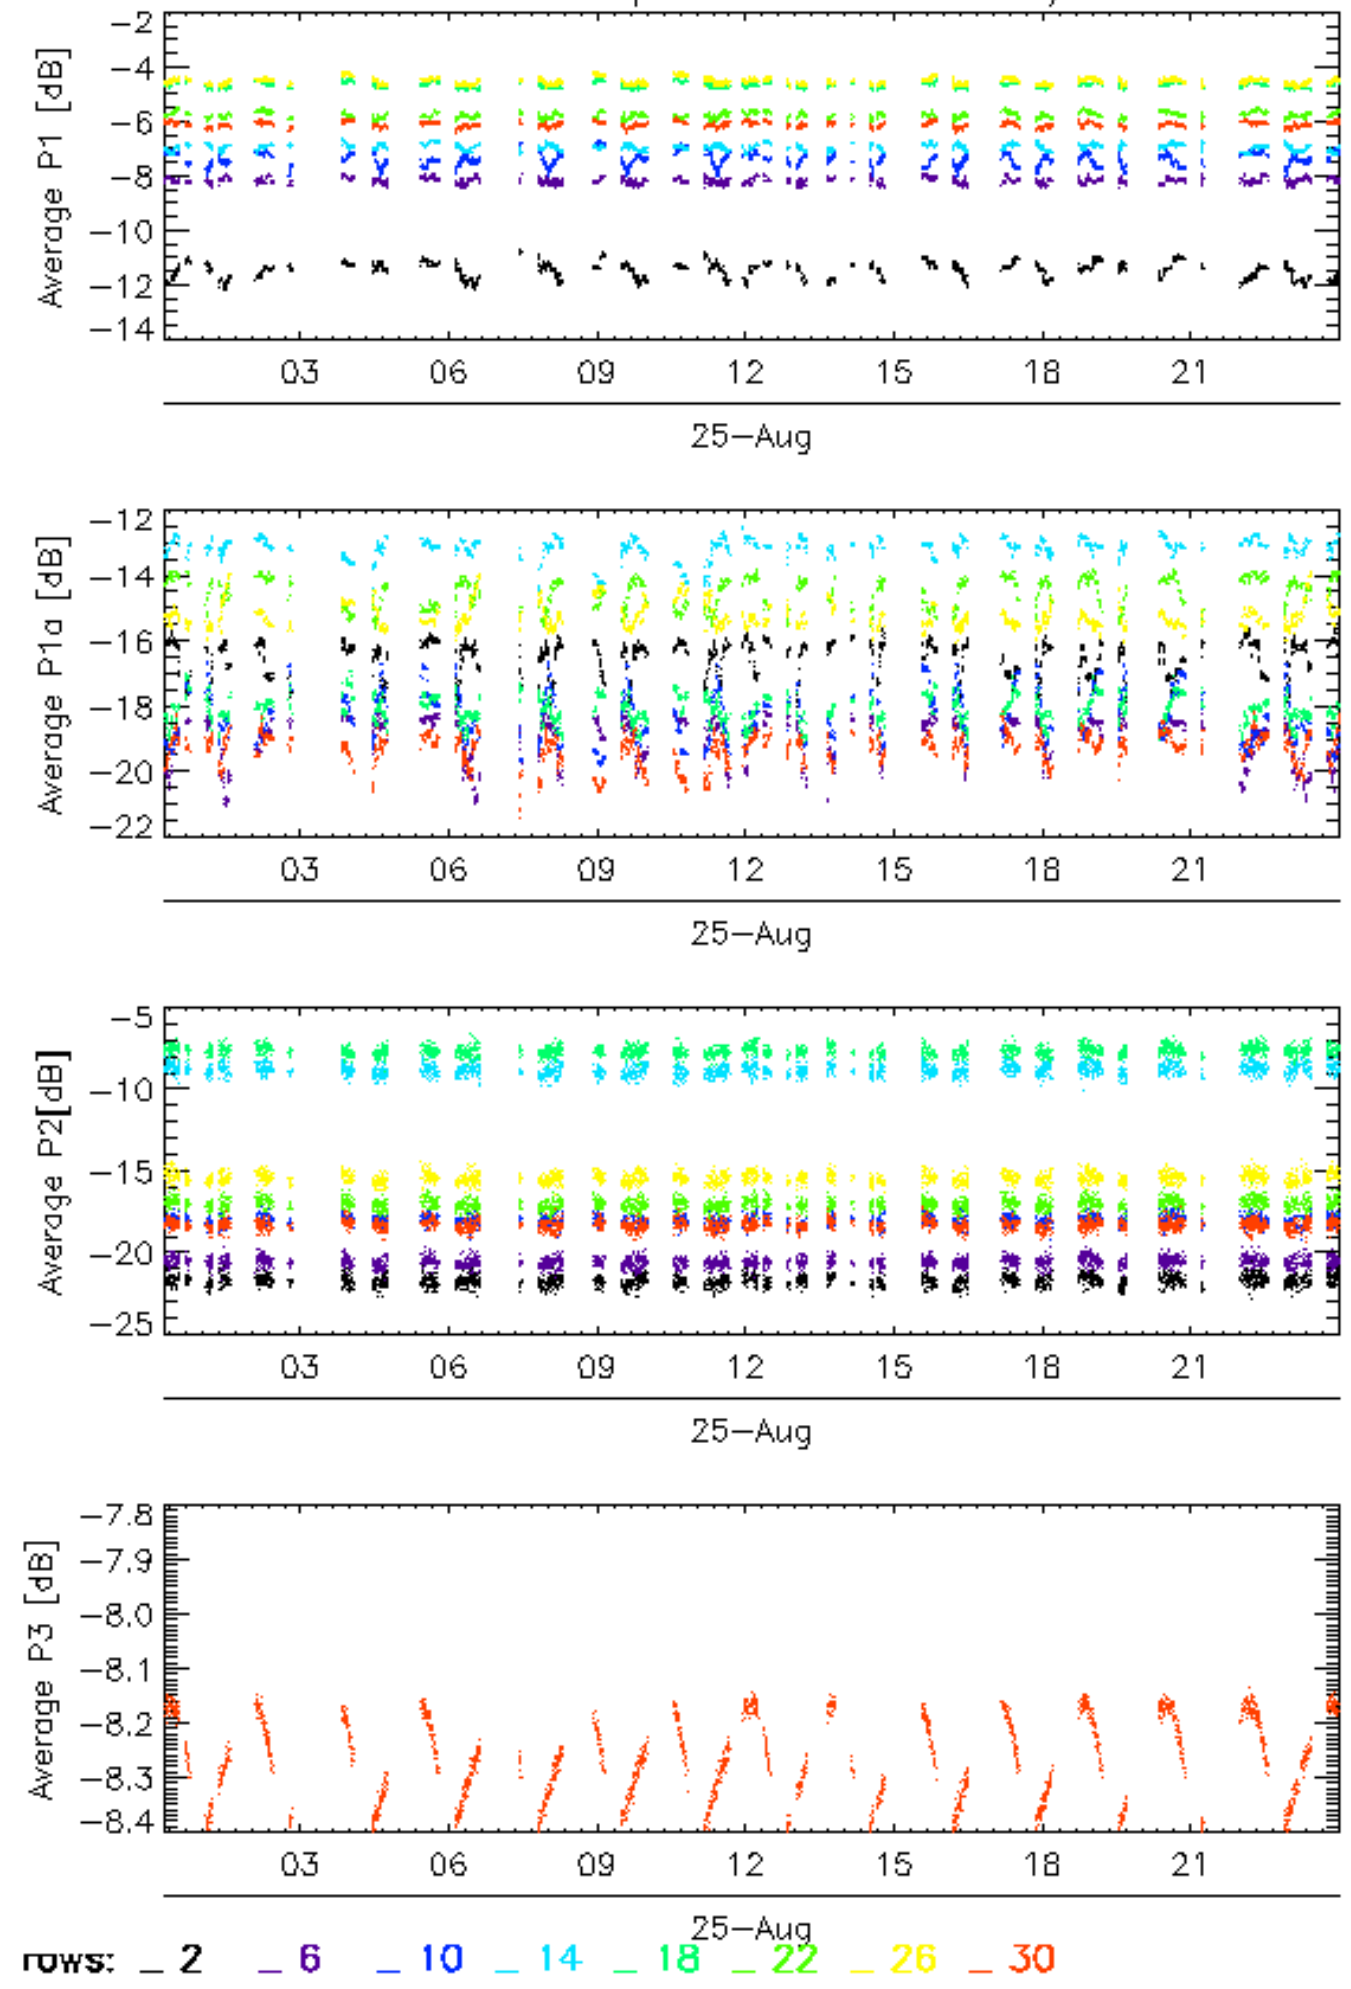 Average P1 [dB]
-2
-4
-6
-8
-10
-12
-14
03 06 09 12 15 18 21
25-Aug
Average P1a [dB]
-12
-14
-16
-18
-20
-22
03 06 09 12 15 18 21
25-Aug
Average P2[dB]
-5
-10
-15
-20
-25
03 06 09 12 15 18 21
25-Aug
Average P3 [dB]
-7.8
-7.9
-8.0
-8.1
-8.2
-8.3
-8.4
03 06 09 12 15 18 21
25-Aug
rows: _ 2 _ 6 _ 10 _ 14 _ 18 _ 22 _ 26 _ 30